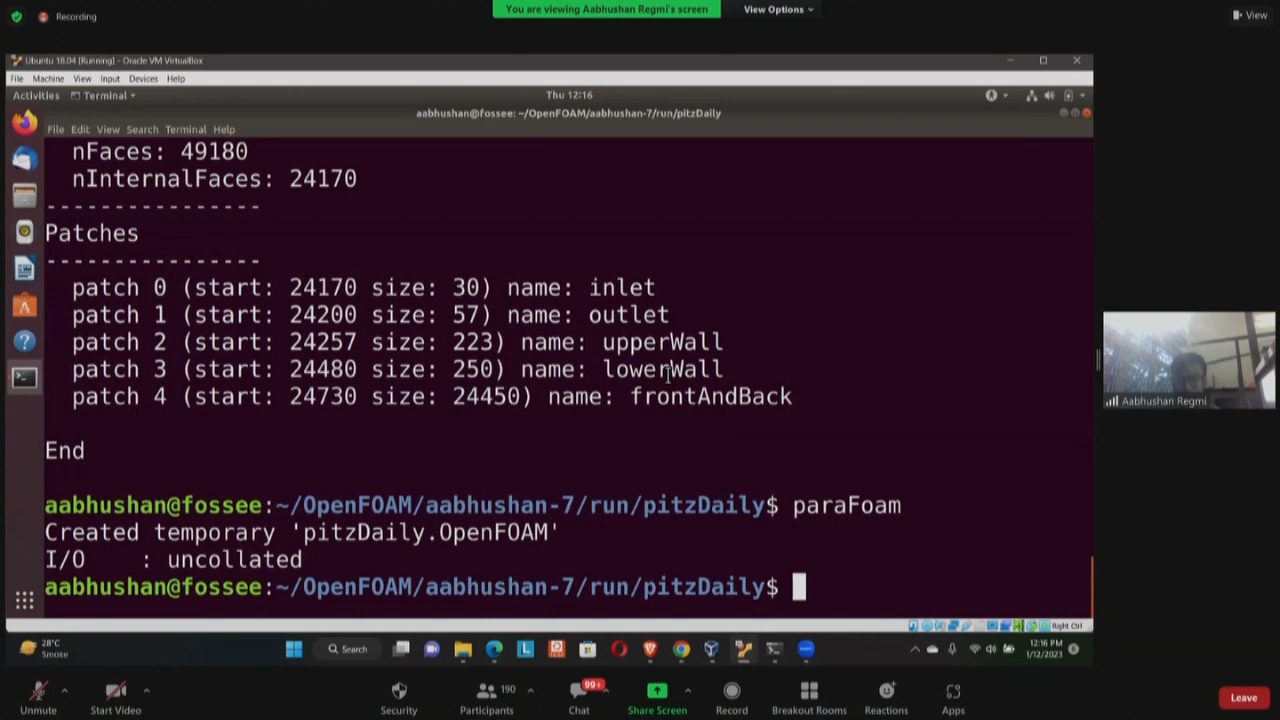 Recording
You are viewing Aabhushan Regmi's screen
View Options
View
Ubuntu 18.04 [Running] - Oracle VM VirtualBox
File Machine View Input Devices Help
Activities
Terminal
Thu 12:16
aabhushan@fossee: ~/OpenFOAM/aabhushan-7/run/pitzDaily
File Edit View Search Terminal Help
nFaces: 49180
nInternalFaces: 24170
----------------
Patches
----------------
patch 0 (start: 24170 size: 30) name: inlet
patch 1 (start: 24200 size: 57) name: outlet
patch 2 (start: 24257 size: 223) name: upperWall
patch 3 (start: 24480 size: 250) name: lowerWall
patch 4 (start: 24730 size: 24450) name: frontAndBack
End
aabhushan@fossee:~/OpenFOAM/aabhushan-7/run/pitzDaily$ paraFoam
Created temporary 'pitzDaily.OpenFOAM'
I/O    : uncollated
aabhushan@fossee:~/OpenFOAM/aabhushan-7/run/pitzDaily$
Aabhushan Regmi
Right Ctrl
28°C
Smoke
Search
12:16 PM
1/12/2023
Unmute
Start Video
Security
190
Participants
99+
Chat
Share Screen
Record
Breakout Rooms
Reactions
Apps
Leave